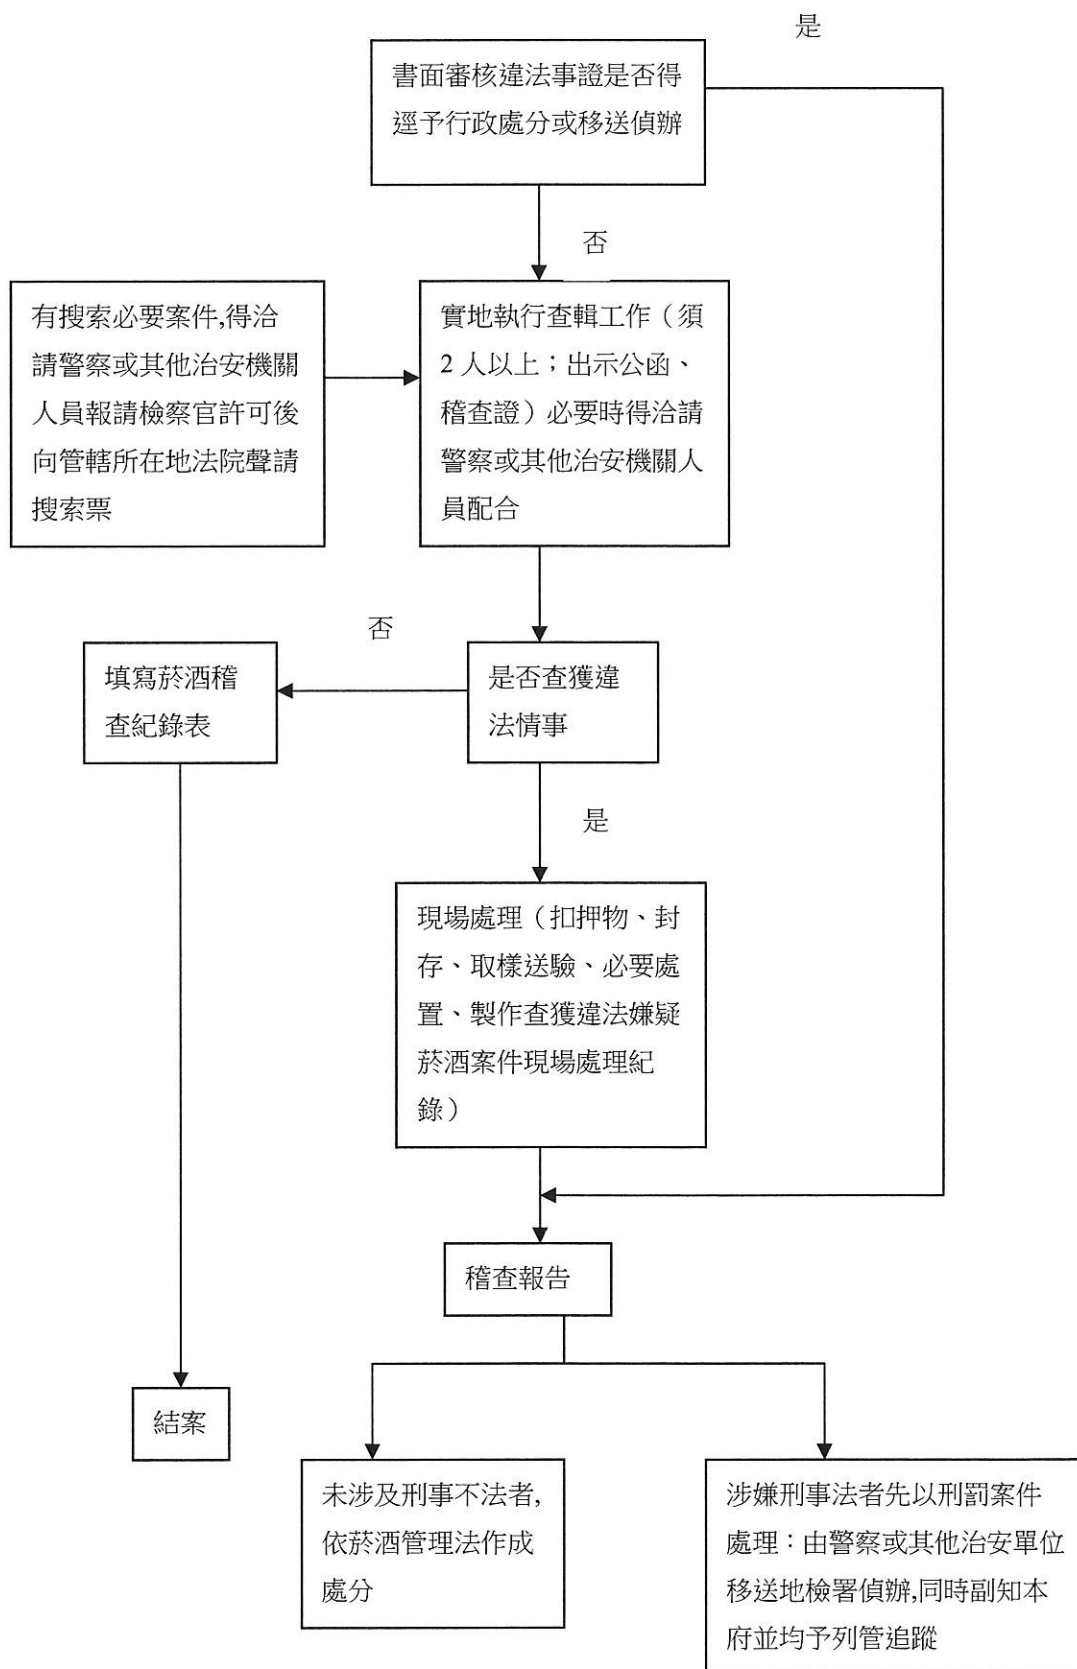 是
書面審核違法事證是否得
逕予行政處分或移送偵辦
否
有搜索必要案件,得洽
請警察或其他治安機關
人員報請檢察官許可後
向管轄所在地法院聲請
搜索票
實地執行查輯工作（須
2 人以上；出示公函、
稽查證）必要時得洽請
警察或其他治安機關人
員配合
否
填寫菸酒稽
查紀錄表
是否查獲違
法情事
是
現場處理（扣押物、封
存、取樣送驗、必要處
置、製作查獲違法嫌疑
菸酒案件現場處理紀
錄）
稽查報告
結案
未涉及刑事不法者,
依菸酒管理法作成
處分
涉嫌刑事法者先以刑罰案件
處理：由警察或其他治安單位
移送地檢署偵辦,同時副知本
府並均予列管追蹤